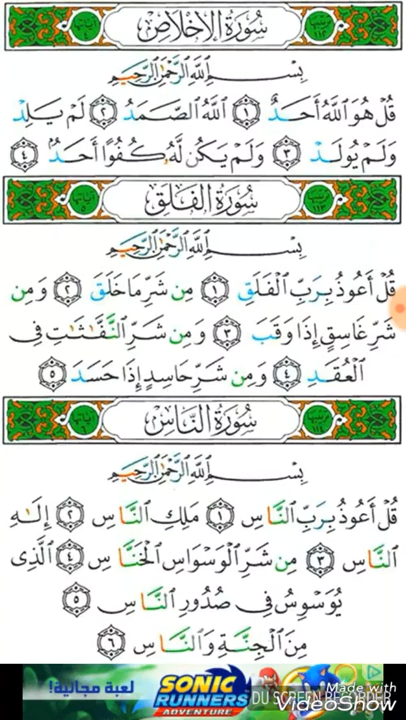 سُورَةُ الإِخْلَاصِ
بِسْمِ ٱللَّهِ ٱلرَّحْمَٰنِ ٱلرَّحِيمِ
قُلْ هُوَ ٱللَّهُ أَحَدٌ ١ ٱللَّهُ ٱلصَّمَدُ ٢ لَمْ يَلِدْ
وَلَمْ يُولَدْ ٣ وَلَمْ يَكُن لَّهُۥ كُفُوًا أَحَدٌۢ ٤
سُورَةُ الْفَلَقِ
بِسْمِ ٱللَّهِ ٱلرَّحْمَٰنِ ٱلرَّحِيمِ
قُلْ أَعُوذُ بِرَبِّ ٱلْفَلَقِ ١ مِن شَرِّ مَا خَلَقَ ٢ وَمِن
شَرِّ غَاسِقٍ إِذَا وَقَبَ ٣ وَمِن شَرِّ ٱلنَّفَّٰثَٰتِ فِى
ٱلْعُقَدِ ٤ وَمِن شَرِّ حَاسِدٍ إِذَا حَسَدَ ٥
سُورَةُ النَّاسِ
بِسْمِ ٱللَّهِ ٱلرَّحْمَٰنِ ٱلرَّحِيمِ
قُلْ أَعُوذُ بِرَبِّ ٱلنَّاسِ ١ مَلِكِ ٱلنَّاسِ ٢ إِلَٰهِ
ٱلنَّاسِ ٣ مِن شَرِّ ٱلْوَسْوَاسِ ٱلْخَنَّاسِ ٤ ٱلَّذِى
يُوَسْوِسُ فِى صُدُورِ ٱلنَّاسِ ٥
مِنَ ٱلْجِنَّةِ وَٱلنَّاسِ ٦
لعبة مجانية!
SONIC
RUNNERS
ADVENTURE
DU SCREEN RECORDER
Made with
VideoShow